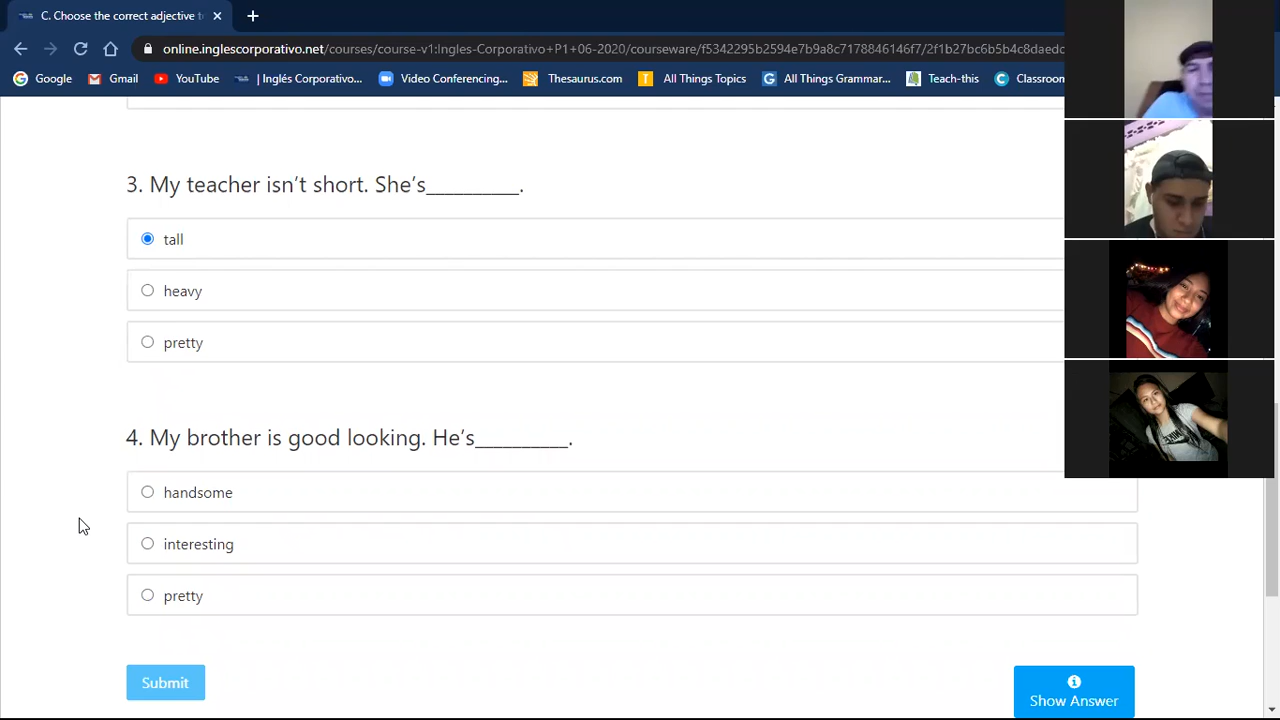 C. Choose the correct adjective t
online.inglescorporativo.net/courses/course-v1:Ingles-Corporativo+P1+06-2020/courseware/f5342295b2594e7b9a8c7178846146f7/2f1b27bc6b5b4c8daedc
Google Gmail YouTube | Inglés Corporativo... Video Conferencing... Thesaurus.com All Things Topics All Things Grammar... Teach-this Classroom
3. My teacher isn’t short. She’s__________.
tall
heavy
pretty
4. My brother is good looking. He’s__________.
handsome
interesting
pretty
Submit
Show Answer